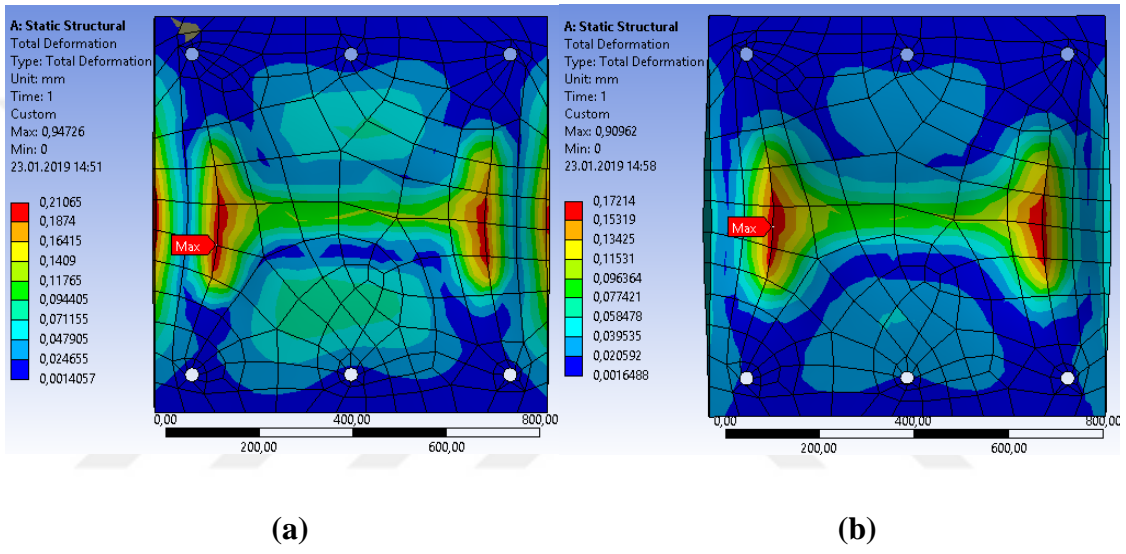 A: Static Structural
Total Deformation
Type: Total Deformation
Unit: mm
Time: 1
Custom
Max: 0,94726
Min: 0
23.01.2019 14:51
0,21065
0,1874
0,16415
0,1409
0,11765
0,094405
0,071155
0,047905
0,024655
0,0014057
Max
0,00
400,00
800,00
200,00
600,00
(a)
A: Static Structural
Total Deformation
Type: Total Deformation
Unit: mm
Time: 1
Custom
Max: 0,90962
Min: 0
23.01.2019 14:58
0,17214
0,15319
0,13425
0,11531
0,096364
0,077421
0,058478
0,039535
0,020592
0,0016488
Max
0,00
400,00
800,00
200,00
600,00
(b)